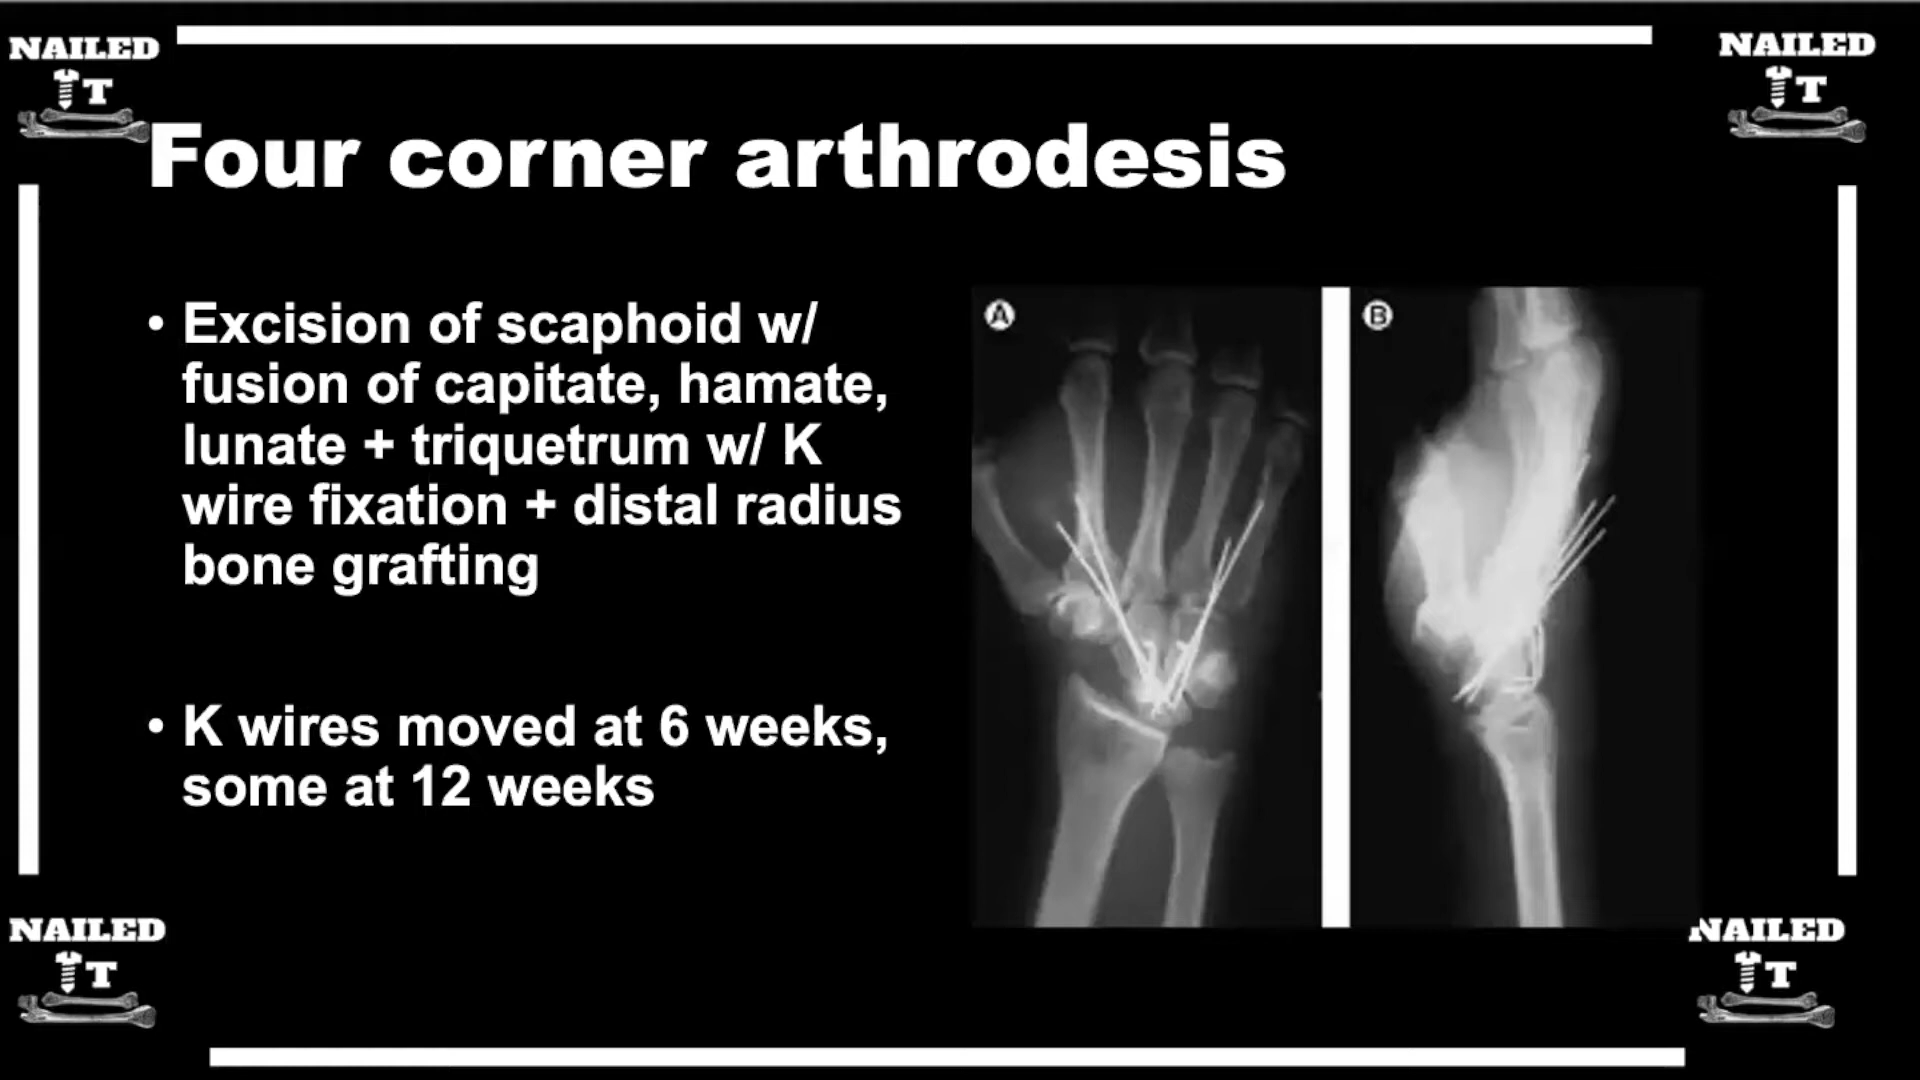 NAILED
T
NAILED
T
Four corner arthrodesis
• Excision of scaphoid w/
fusion of capitate, hamate,
lunate + triquetrum w/ K
wire fixation + distal radius
bone grafting
• K wires moved at 6 weeks,
some at 12 weeks
A
B
NAILED
T
NAILED
T